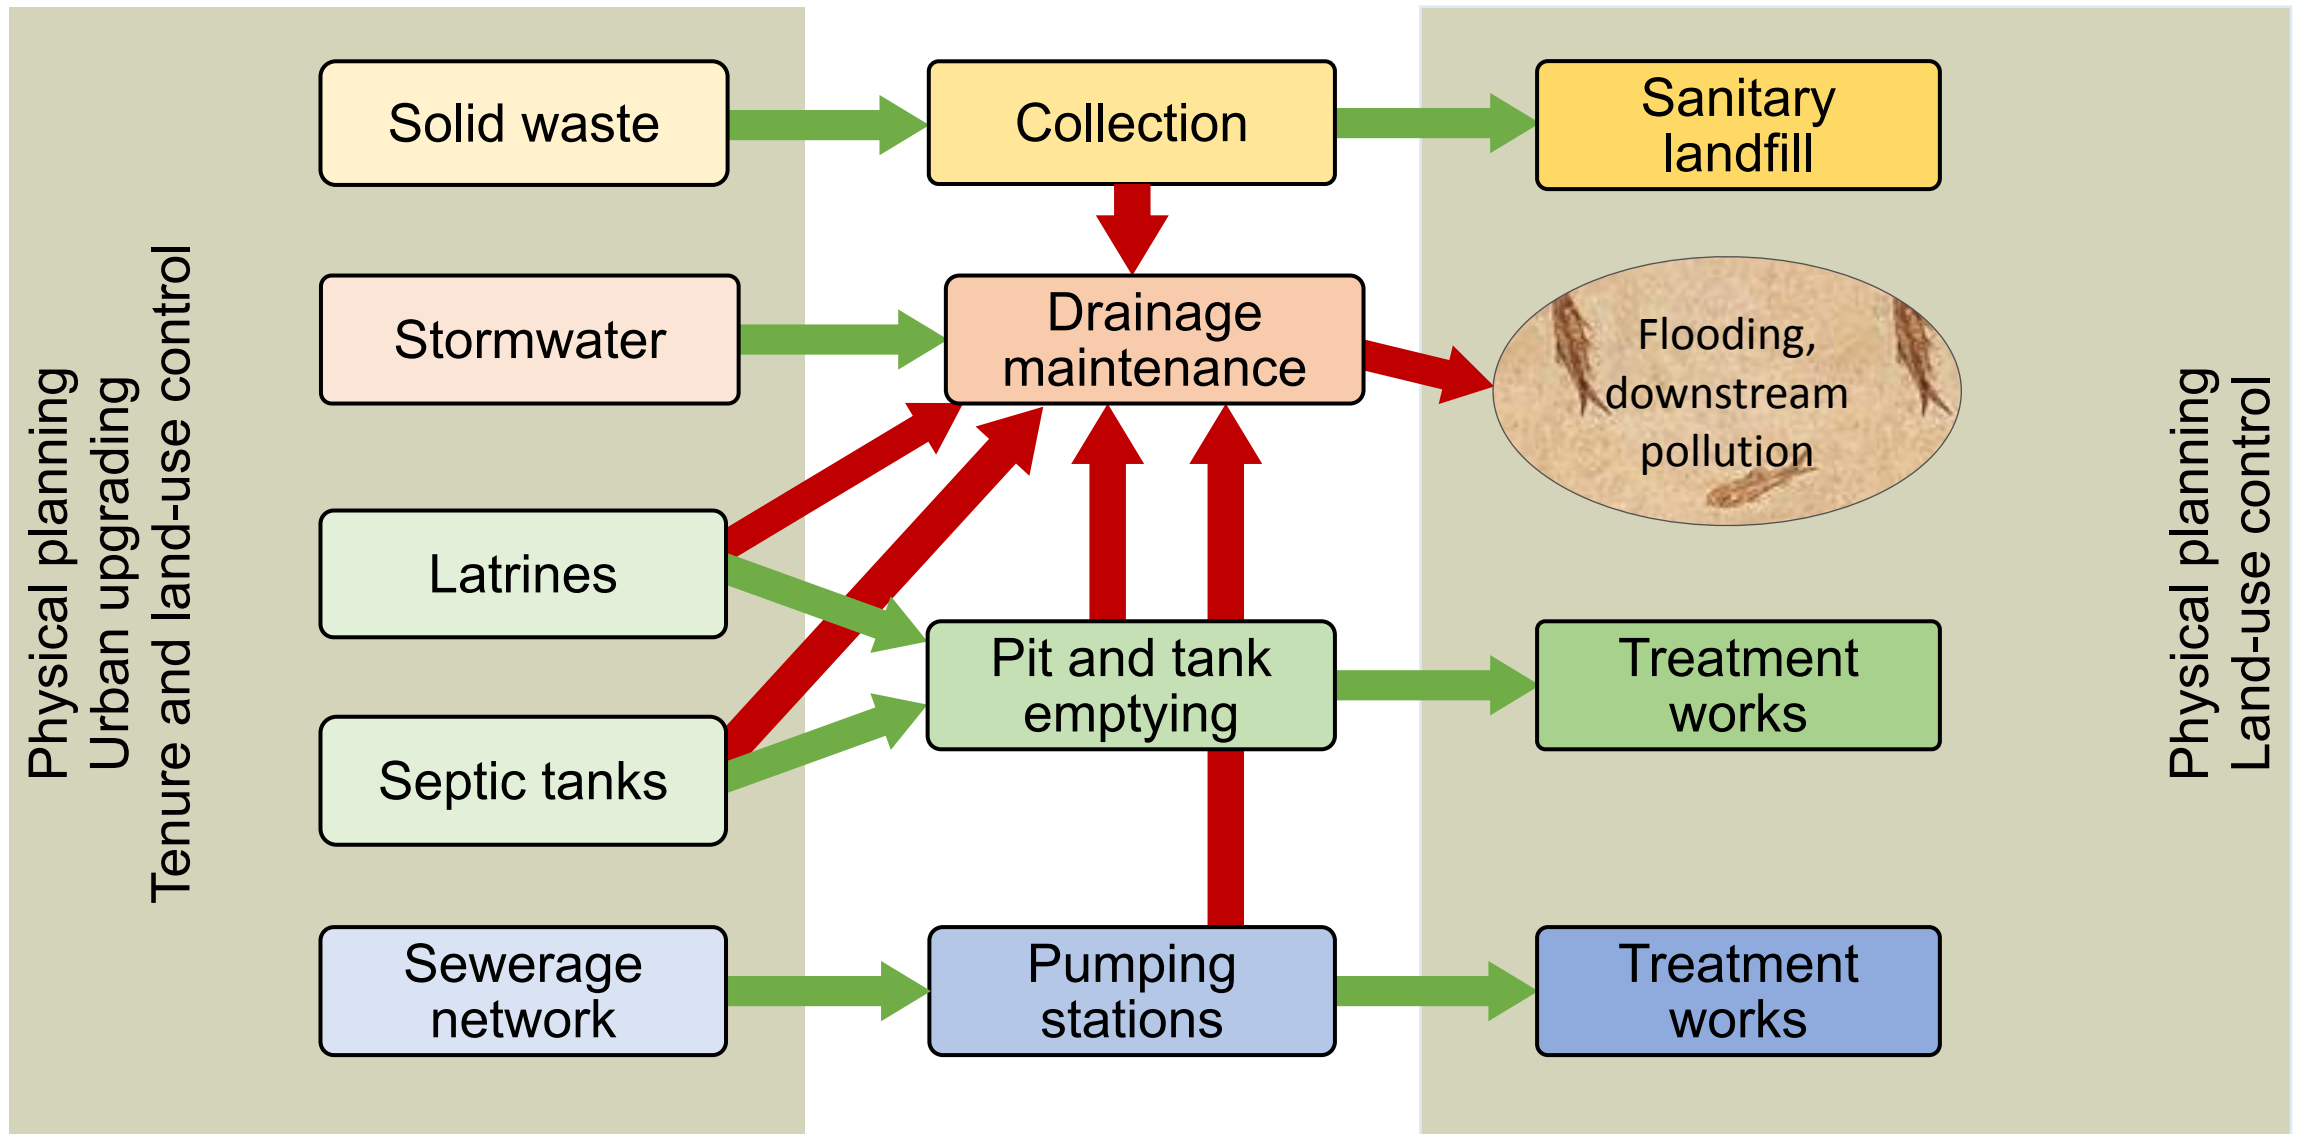 Physical planning
Urban upgrading
Tenure and land-use control
Solid waste
Collection
Sanitary
landfill
Stormwater
Drainage
maintenance
Flooding,
downstream
pollution
Latrines
Pit and tank
emptying
Treatment
works
Septic tanks
Sewerage
network
Pumping
stations
Treatment
works
Physical planning
Land-use control